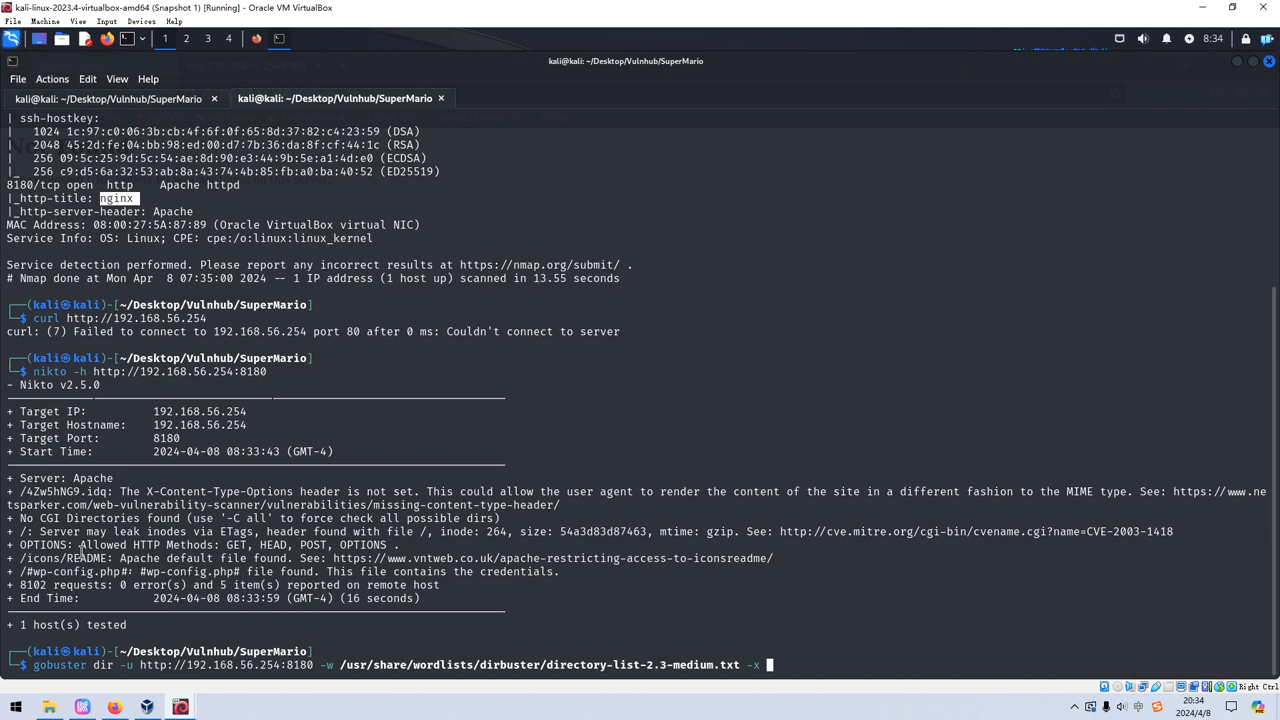 kali-linux-2023.4-virtualbox-amd64 (Snapshot 1) [Running] - Oracle VM VirtualBox
File Machine View Input Devices Help
1 2 3 4 8:34
kali@kali: ~/Desktop/Vulnhub/SuperMario
File Actions Edit View Help
kali@kali: ~/Desktop/Vulnhub/SuperMario × kali@kali: ~/Desktop/Vulnhub/SuperMario ×
| ssh-hostkey:
|   1024 1c:97:c0:06:3b:cb:4f:6f:0f:65:8d:37:82:c4:23:59 (DSA)
|   2048 45:2d:fe:04:bb:98:ed:00:d7:7b:36:da:8f:cf:44:1c (RSA)
|   256 09:5c:25:9d:5c:54:ae:8d:90:e3:44:9b:5e:a1:4d:e0 (ECDSA)
|_  256 c9:d5:6a:32:53:ab:8a:43:74:4b:85:fb:a0:ba:40:52 (ED25519)
8180/tcp open  http    Apache httpd
|_http-title: nginx
|_http-server-header: Apache
MAC Address: 08:00:27:5A:87:89 (Oracle VirtualBox virtual NIC)
Service Info: OS: Linux; CPE: cpe:/o:linux:linux_kernel
Service detection performed. Please report any incorrect results at https://nmap.org/submit/ .
# Nmap done at Mon Apr  8 07:35:00 2024 -- 1 IP address (1 host up) scanned in 13.55 seconds
┌──(kali㉿kali)-[~/Desktop/Vulnhub/SuperMario]
└─$ curl http://192.168.56.254
curl: (7) Failed to connect to 192.168.56.254 port 80 after 0 ms: Couldn't connect to server
┌──(kali㉿kali)-[~/Desktop/Vulnhub/SuperMario]
└─$ nikto -h http://192.168.56.254:8180
- Nikto v2.5.0
+ Target IP:          192.168.56.254
+ Target Hostname:    192.168.56.254
+ Target Port:        8180
+ Start Time:         2024-04-08 08:33:43 (GMT-4)
+ Server: Apache
+ /4Zw5hNG9.idq: The X-Content-Type-Options header is not set. This could allow the user agent to render the content of the site in a different fashion to the MIME type. See: https://www.ne
tsparker.com/web-vulnerability-scanner/vulnerabilities/missing-content-type-header/
+ No CGI Directories found (use '-C all' to force check all possible dirs)
+ /: Server may leak inodes via ETags, header found with file /, inode: 264, size: 54a3d83d87463, mtime: gzip. See: http://cve.mitre.org/cgi-bin/cvename.cgi?name=CVE-2003-1418
+ OPTIONS: Allowed HTTP Methods: GET, HEAD, POST, OPTIONS .
+ /icons/README: Apache default file found. See: https://www.vntweb.co.uk/apache-restricting-access-to-iconsreadme/
+ /#wp-config.php#: #wp-config.php# file found. This file contains the credentials.
+ 8102 requests: 0 error(s) and 5 item(s) reported on remote host
+ End Time:           2024-04-08 08:33:59 (GMT-4) (16 seconds)
+ 1 host(s) tested
┌──(kali㉿kali)-[~/Desktop/Vulnhub/SuperMario]
└─$ gobuster dir -u http://192.168.56.254:8180 -w /usr/share/wordlists/dirbuster/directory-list-2.3-medium.txt -x
Right Ctrl
20:34
2024/4/8